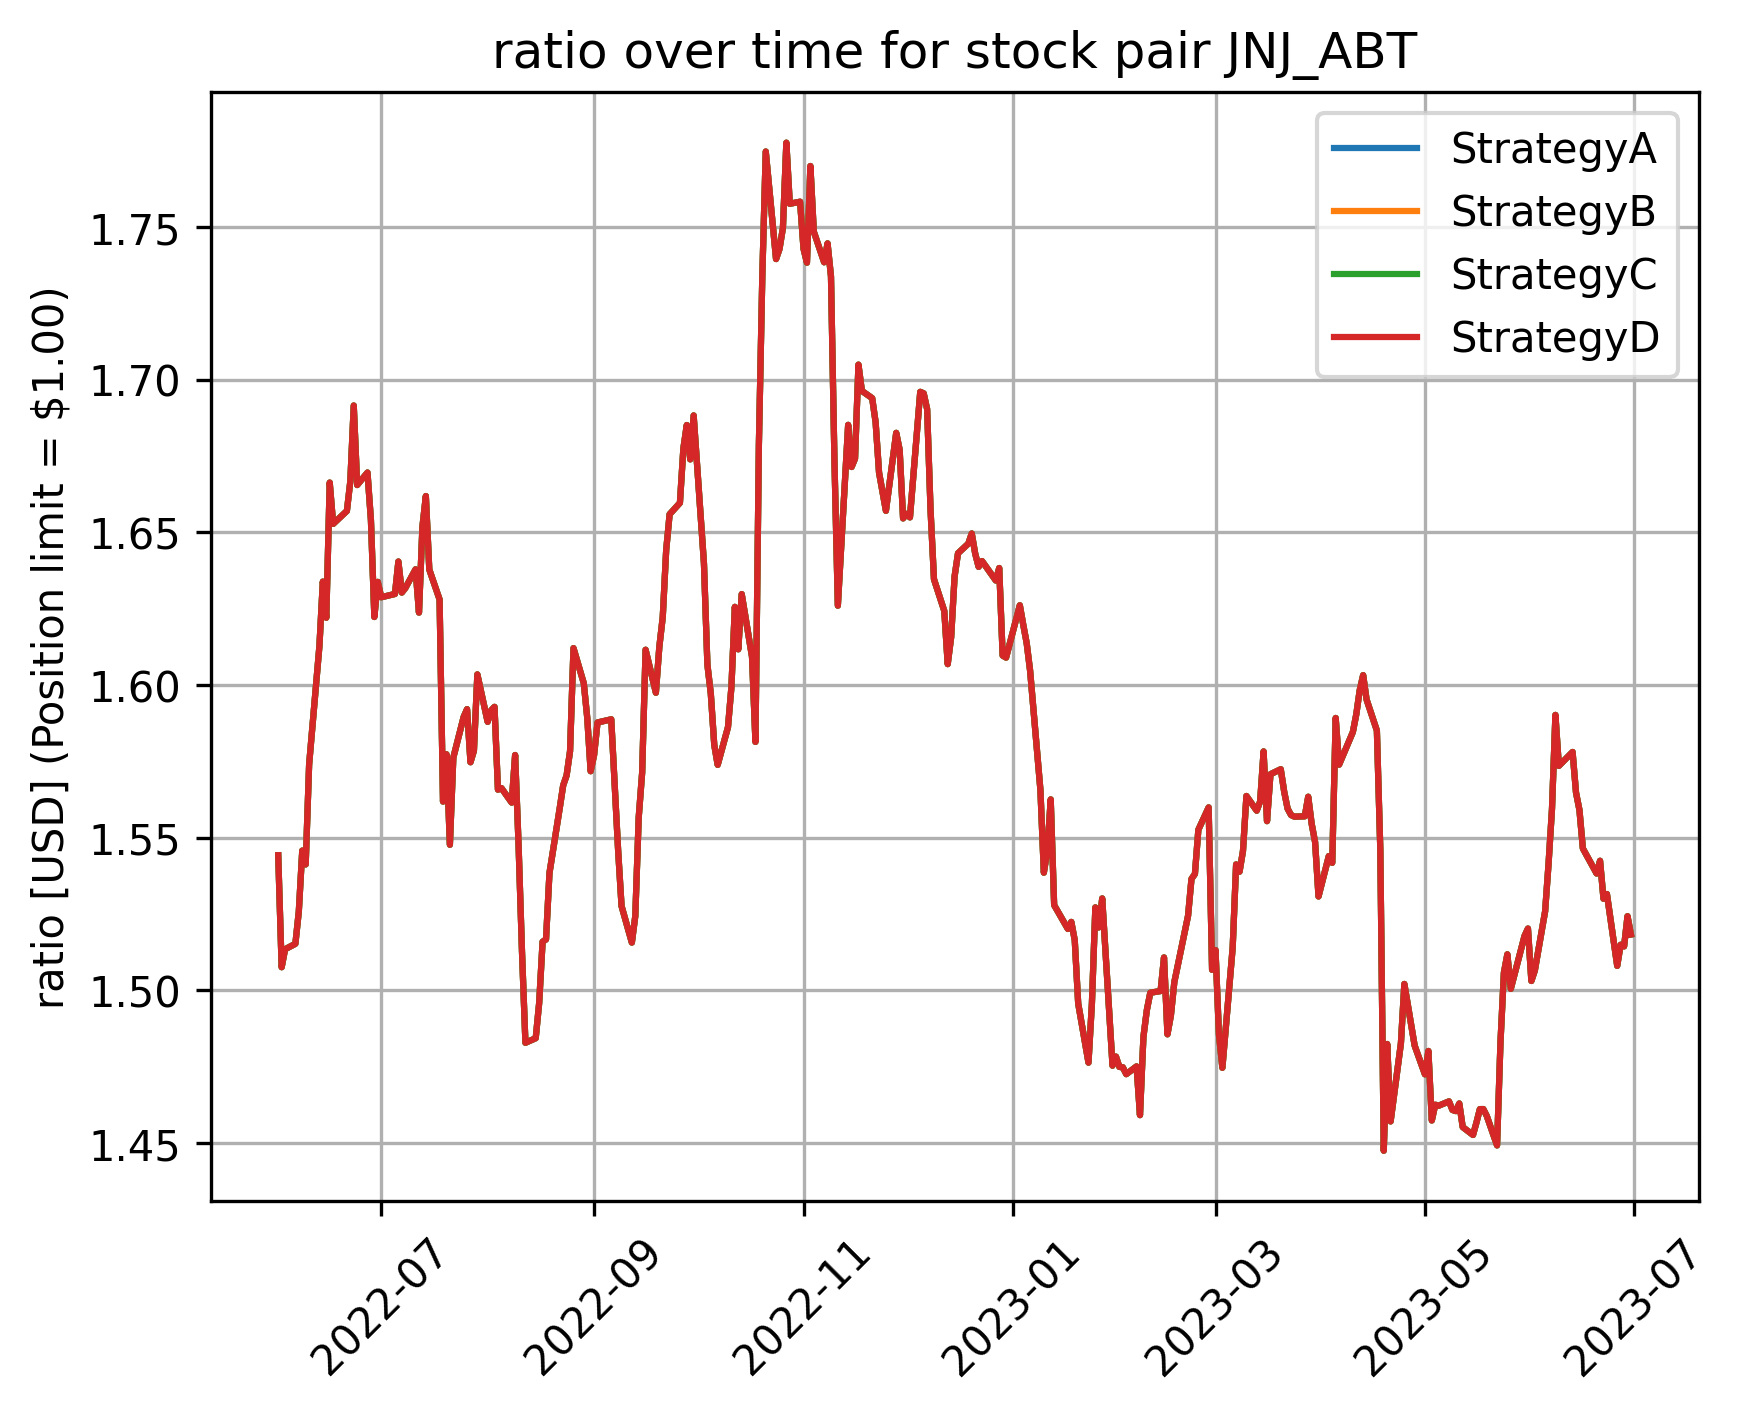 ratio over time for stock pair JNJ_ABT
StrategyA
StrategyB
StrategyC
StrategyD
ratio [USD] (Position limit = $1.00)
1.75
1.70
1.65
1.60
1.55
1.50
1.45
2022-07
2022-09
2022-11
2023-01
2023-03
2023-05
2023-07